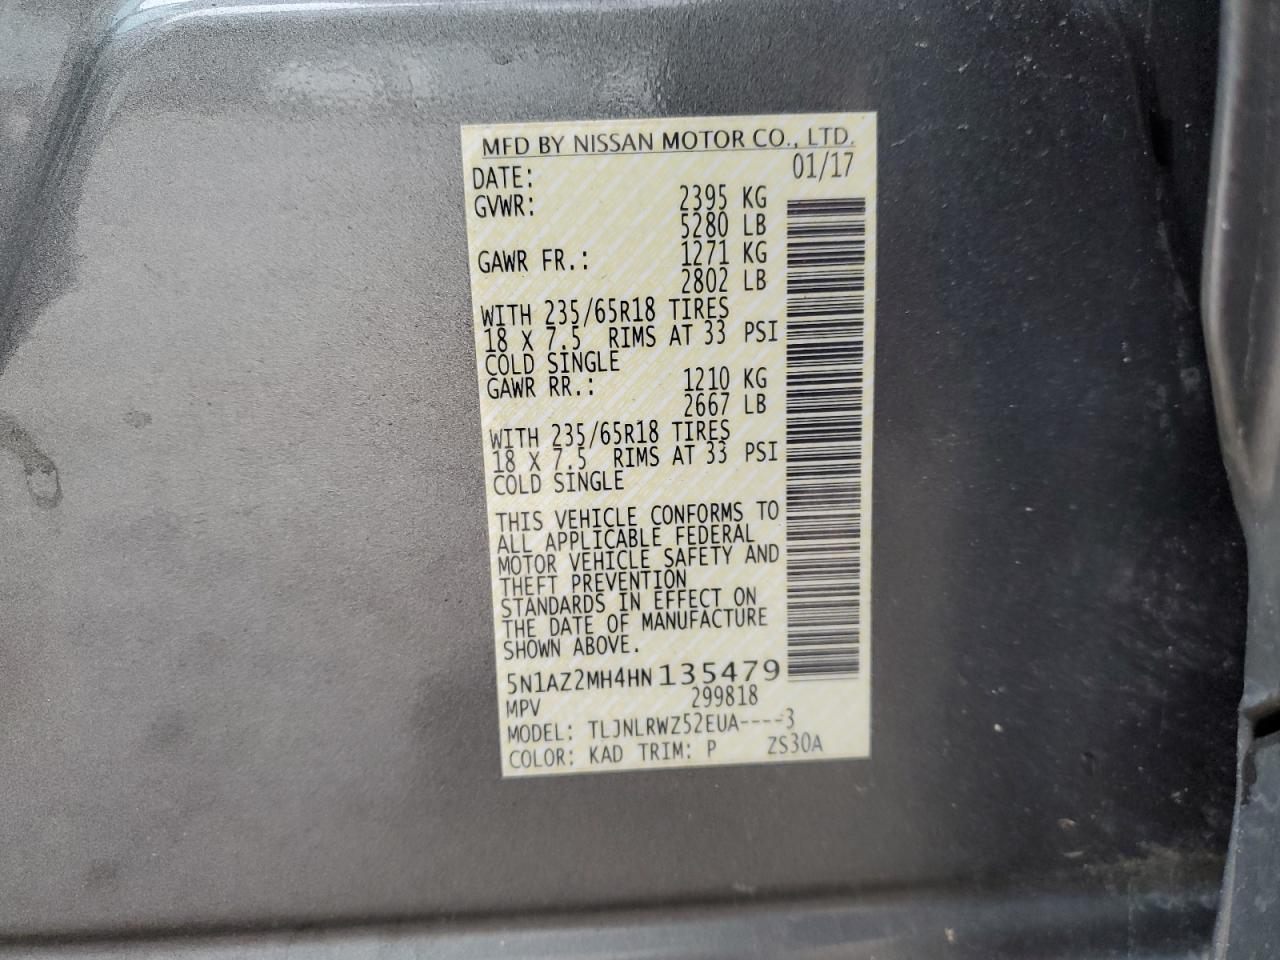 MFD BY NISSAN MOTOR CO., LTD.
DATE: 01/17
GVWR: 2395 KG
5280 LB
GAWR FR.: 1271 KG
2802 LB
WITH 235/65R18 TIRES
18 X 7.5 RIMS AT 33 PSI
COLD SINGLE
GAWR RR.: 1210 KG
2667 LB
WITH 235/65R18 TIRES
18 X 7.5 RIMS AT 33 PSI
COLD SINGLE
THIS VEHICLE CONFORMS TO
ALL APPLICABLE FEDERAL
MOTOR VEHICLE SAFETY AND
THEFT PREVENTION
STANDARDS IN EFFECT ON
THE DATE OF MANUFACTURE
SHOWN ABOVE.
5N1AZ2MH4HN135479
MPV 299818
MODEL: TLJNLRWZ52EUA----3
COLOR: KAD TRIM: P ZS30A